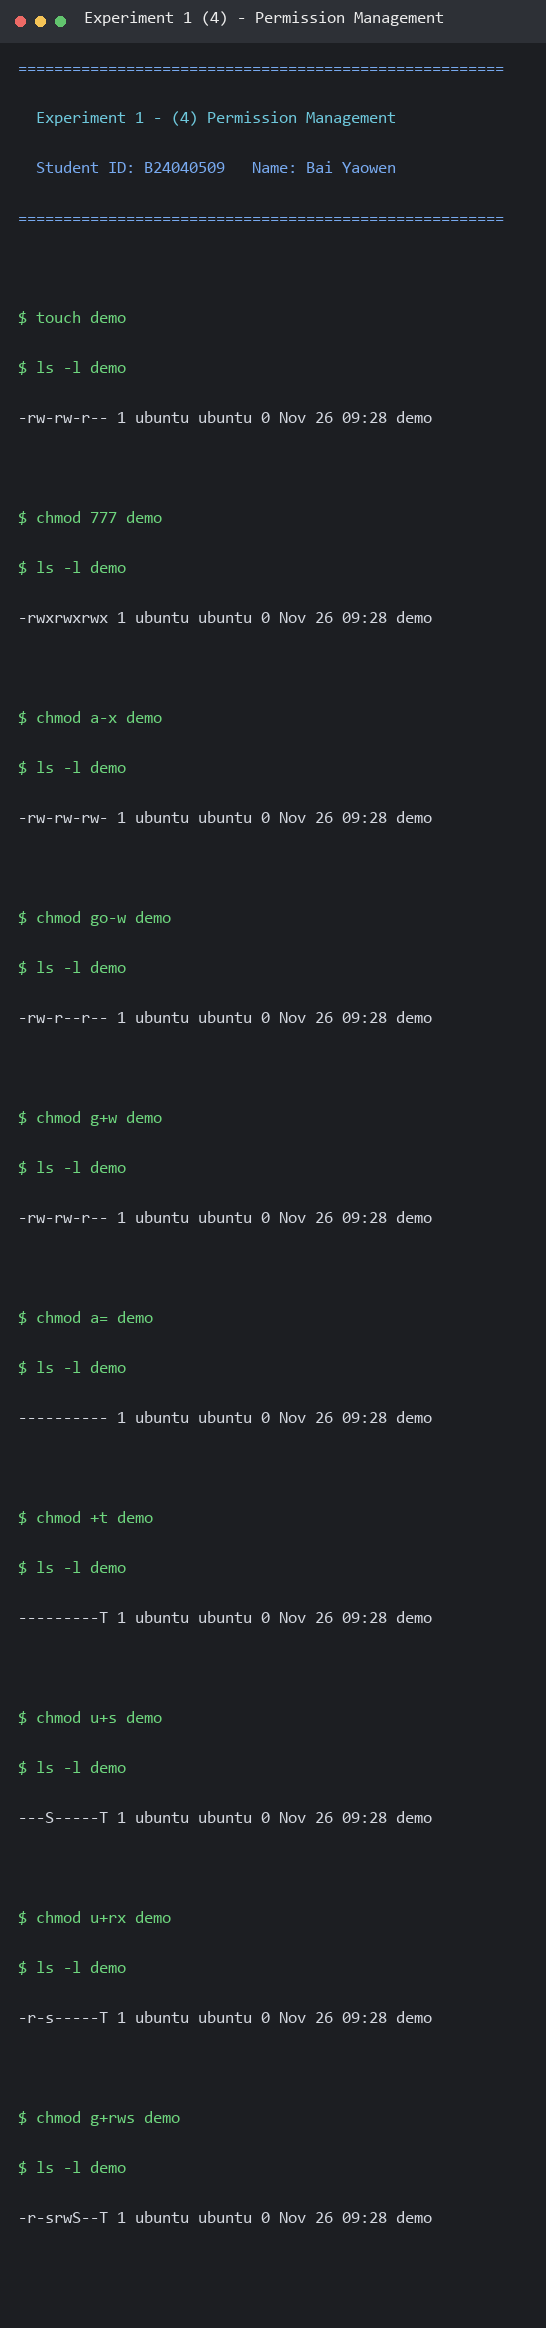 Experiment 1 (4) - Permission Management
======================================================
Experiment 1 - (4) Permission Management
Student ID: B24040509   Name: Bai Yaowen
======================================================
$ touch demo
$ ls -l demo
-rw-rw-r-- 1 ubuntu ubuntu 0 Nov 26 09:28 demo
$ chmod 777 demo
$ ls -l demo
-rwxrwxrwx 1 ubuntu ubuntu 0 Nov 26 09:28 demo
$ chmod a-x demo
$ ls -l demo
-rw-rw-rw- 1 ubuntu ubuntu 0 Nov 26 09:28 demo
$ chmod go-w demo
$ ls -l demo
-rw-r--r-- 1 ubuntu ubuntu 0 Nov 26 09:28 demo
$ chmod g+w demo
$ ls -l demo
-rw-rw-r-- 1 ubuntu ubuntu 0 Nov 26 09:28 demo
$ chmod a= demo
$ ls -l demo
---------- 1 ubuntu ubuntu 0 Nov 26 09:28 demo
$ chmod +t demo
$ ls -l demo
---------T 1 ubuntu ubuntu 0 Nov 26 09:28 demo
$ chmod u+s demo
$ ls -l demo
---S-----T 1 ubuntu ubuntu 0 Nov 26 09:28 demo
$ chmod u+rx demo
$ ls -l demo
-r-s-----T 1 ubuntu ubuntu 0 Nov 26 09:28 demo
$ chmod g+rws demo
$ ls -l demo
-r-srwS--T 1 ubuntu ubuntu 0 Nov 26 09:28 demo